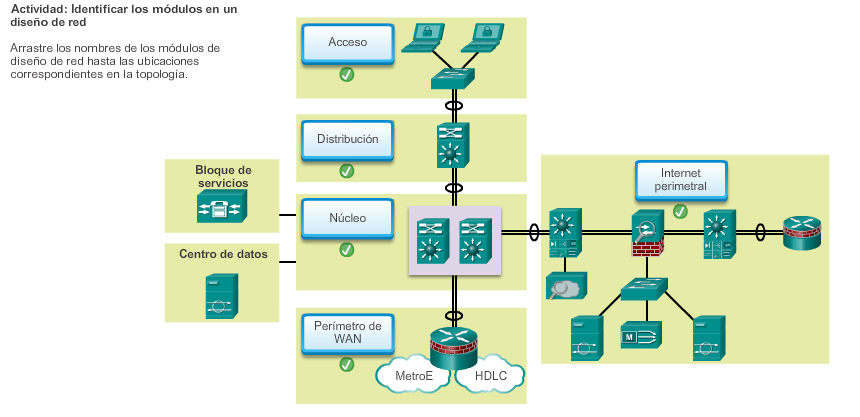 Actividad: Identificar los módulos en un
diseño de red
Arrastre los nombres de los módulos de
diseño de red hasta las ubicaciones
correspondientes en la topología.
Acceso
Distribución
Bloque de
servicios
Núcleo
Internet
perimetral
Centro de datos
Perímetro de
WAN
MetroE
HDLC
M